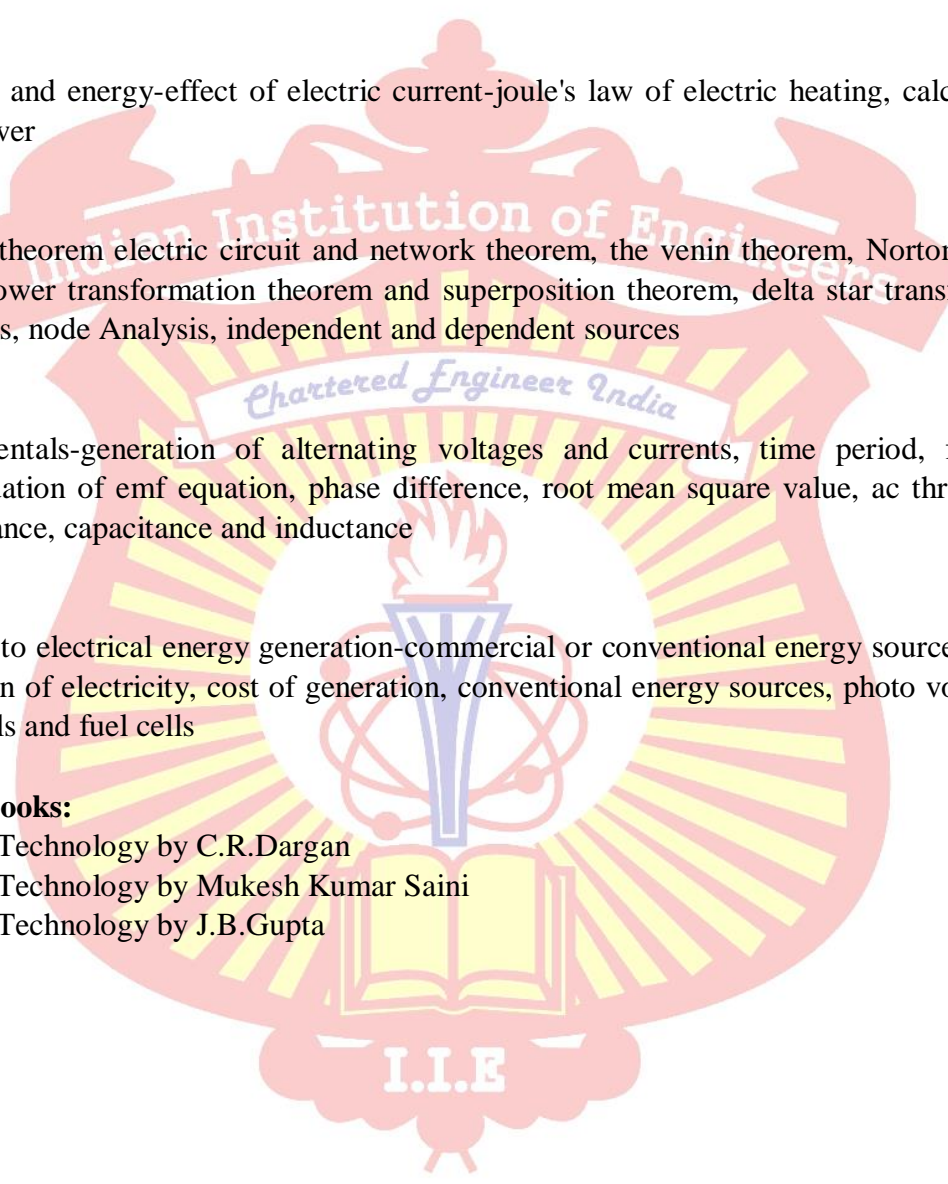 and energy-effect of electric current-joule's law of electric heating, calc
ver
Indian Institution of Engineers
theorem electric circuit and network theorem, the venin theorem, Norton
ower transformation theorem and superposition theorem, delta star trans
s, node Analysis, independent and dependent sources
Chartered Engineer India
entals-generation of alternating voltages and currents, time period,
ation of emf equation, phase difference, root mean square value, ac thr
ance, capacitance and inductance
to electrical energy generation-commercial or conventional energy source
n of electricity, cost of generation, conventional energy sources, photo vo
ls and fuel cells
ooks:
Technology by C.R.Dargan
Technology by Mukesh Kumar Saini
Technology by J.B.Gupta
I.I.E